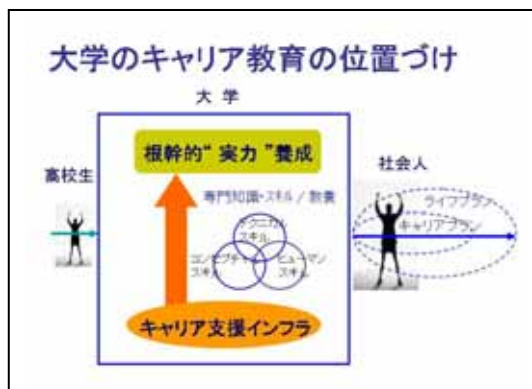 大学のキャリア教育の位置づけ
大 学
根幹的“ 実力 ”養成
高校生
社会人
専門知識・スキル / 教養
ライフプラン
キャリアプラン
テクニカル
スキル
コンセプチャル
スキル
ヒューマン
スキル
キャリア支援インフラ